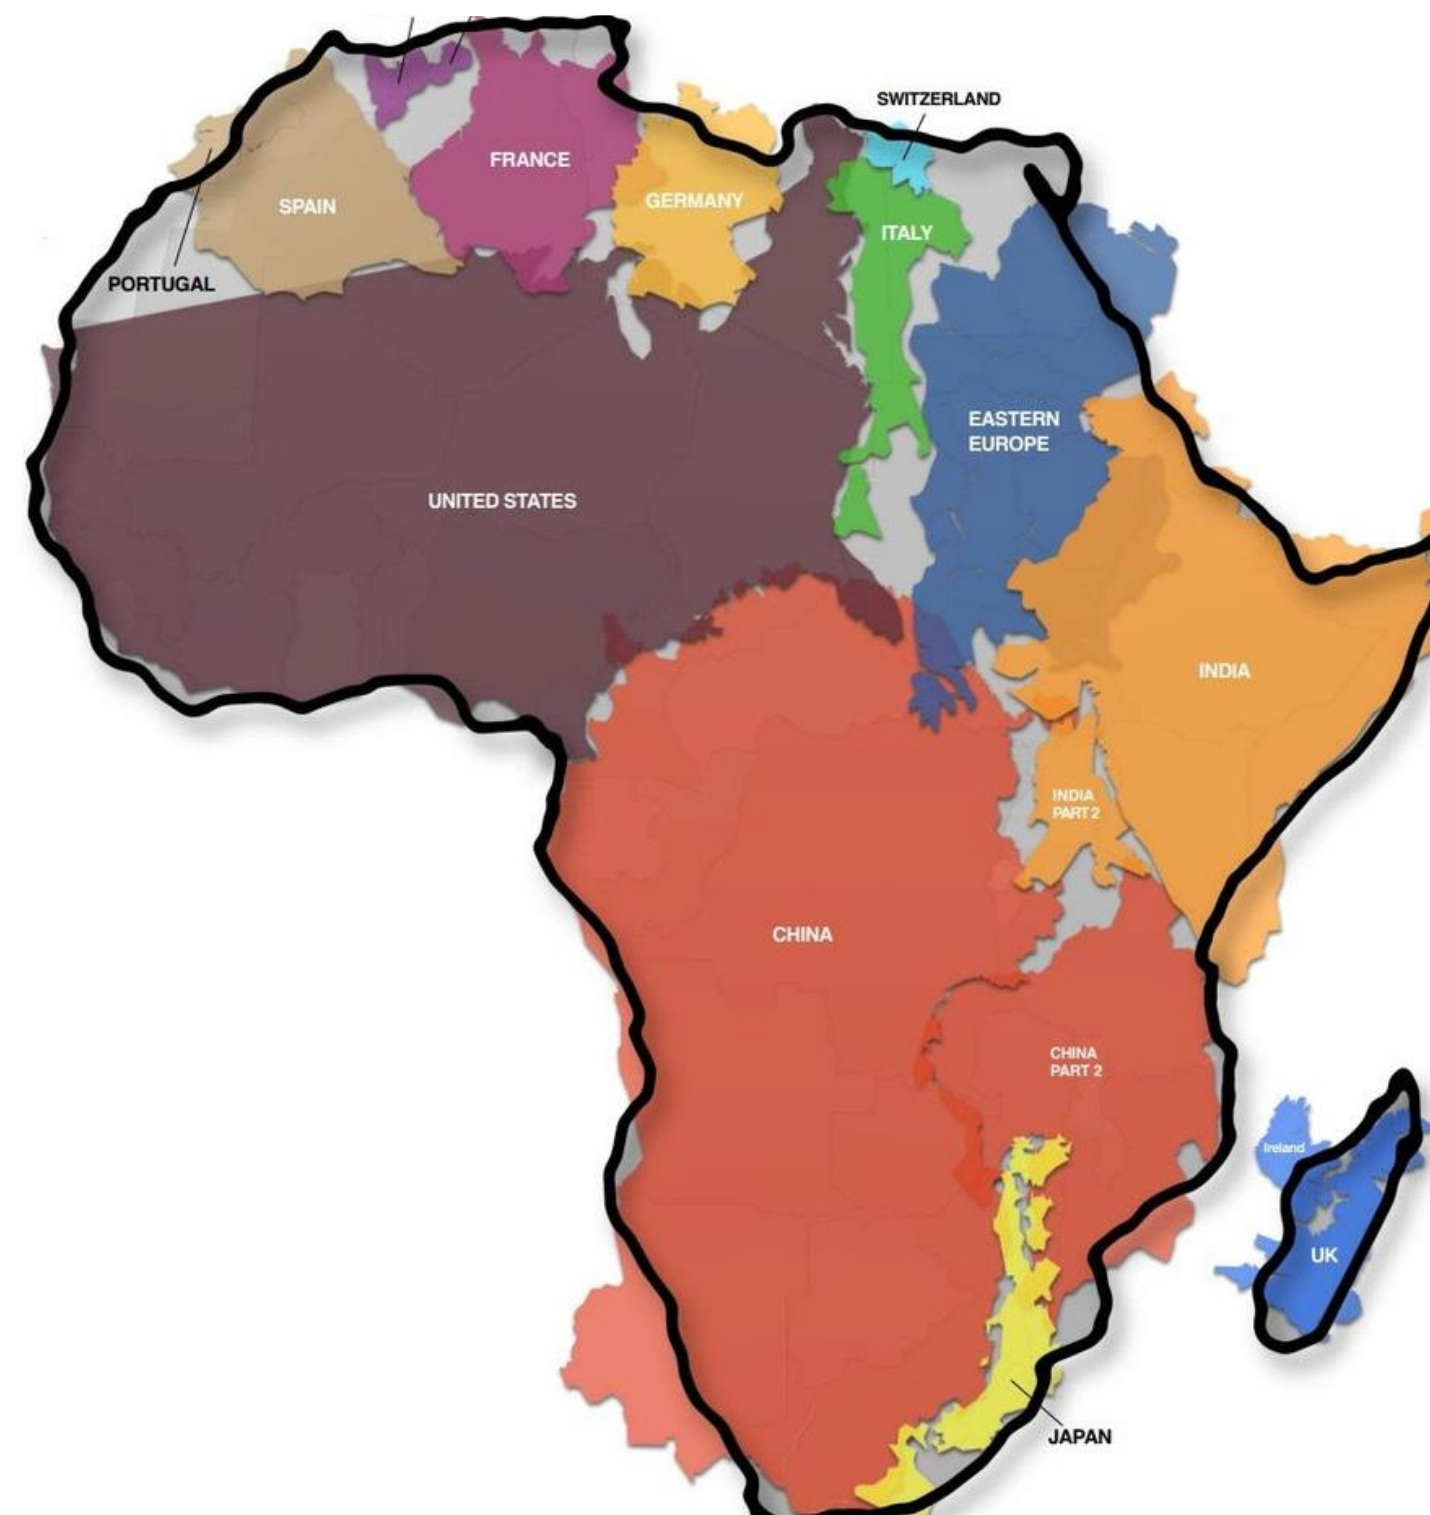 SWITZERLAND
FRANCE
GERMANY
SPAIN
ITALY
PORTUGAL
EASTERN
EUROPE
UNITED STATES
INDIA
INDIA
PART 2
CHINA
CHINA
PART 2
Ireland
UK
JAPAN